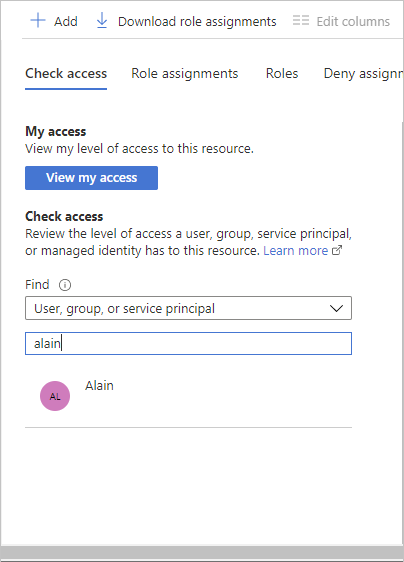 Add Download role assignments Edit columns
Check access Role assignments Roles Deny assignm
My access
View my level of access to this resource.
View my access
Check access
Review the level of access a user, group, service principal,
or managed identity has to this resource. Learn more
Find
User, group, or service principal
alain
AL Alain